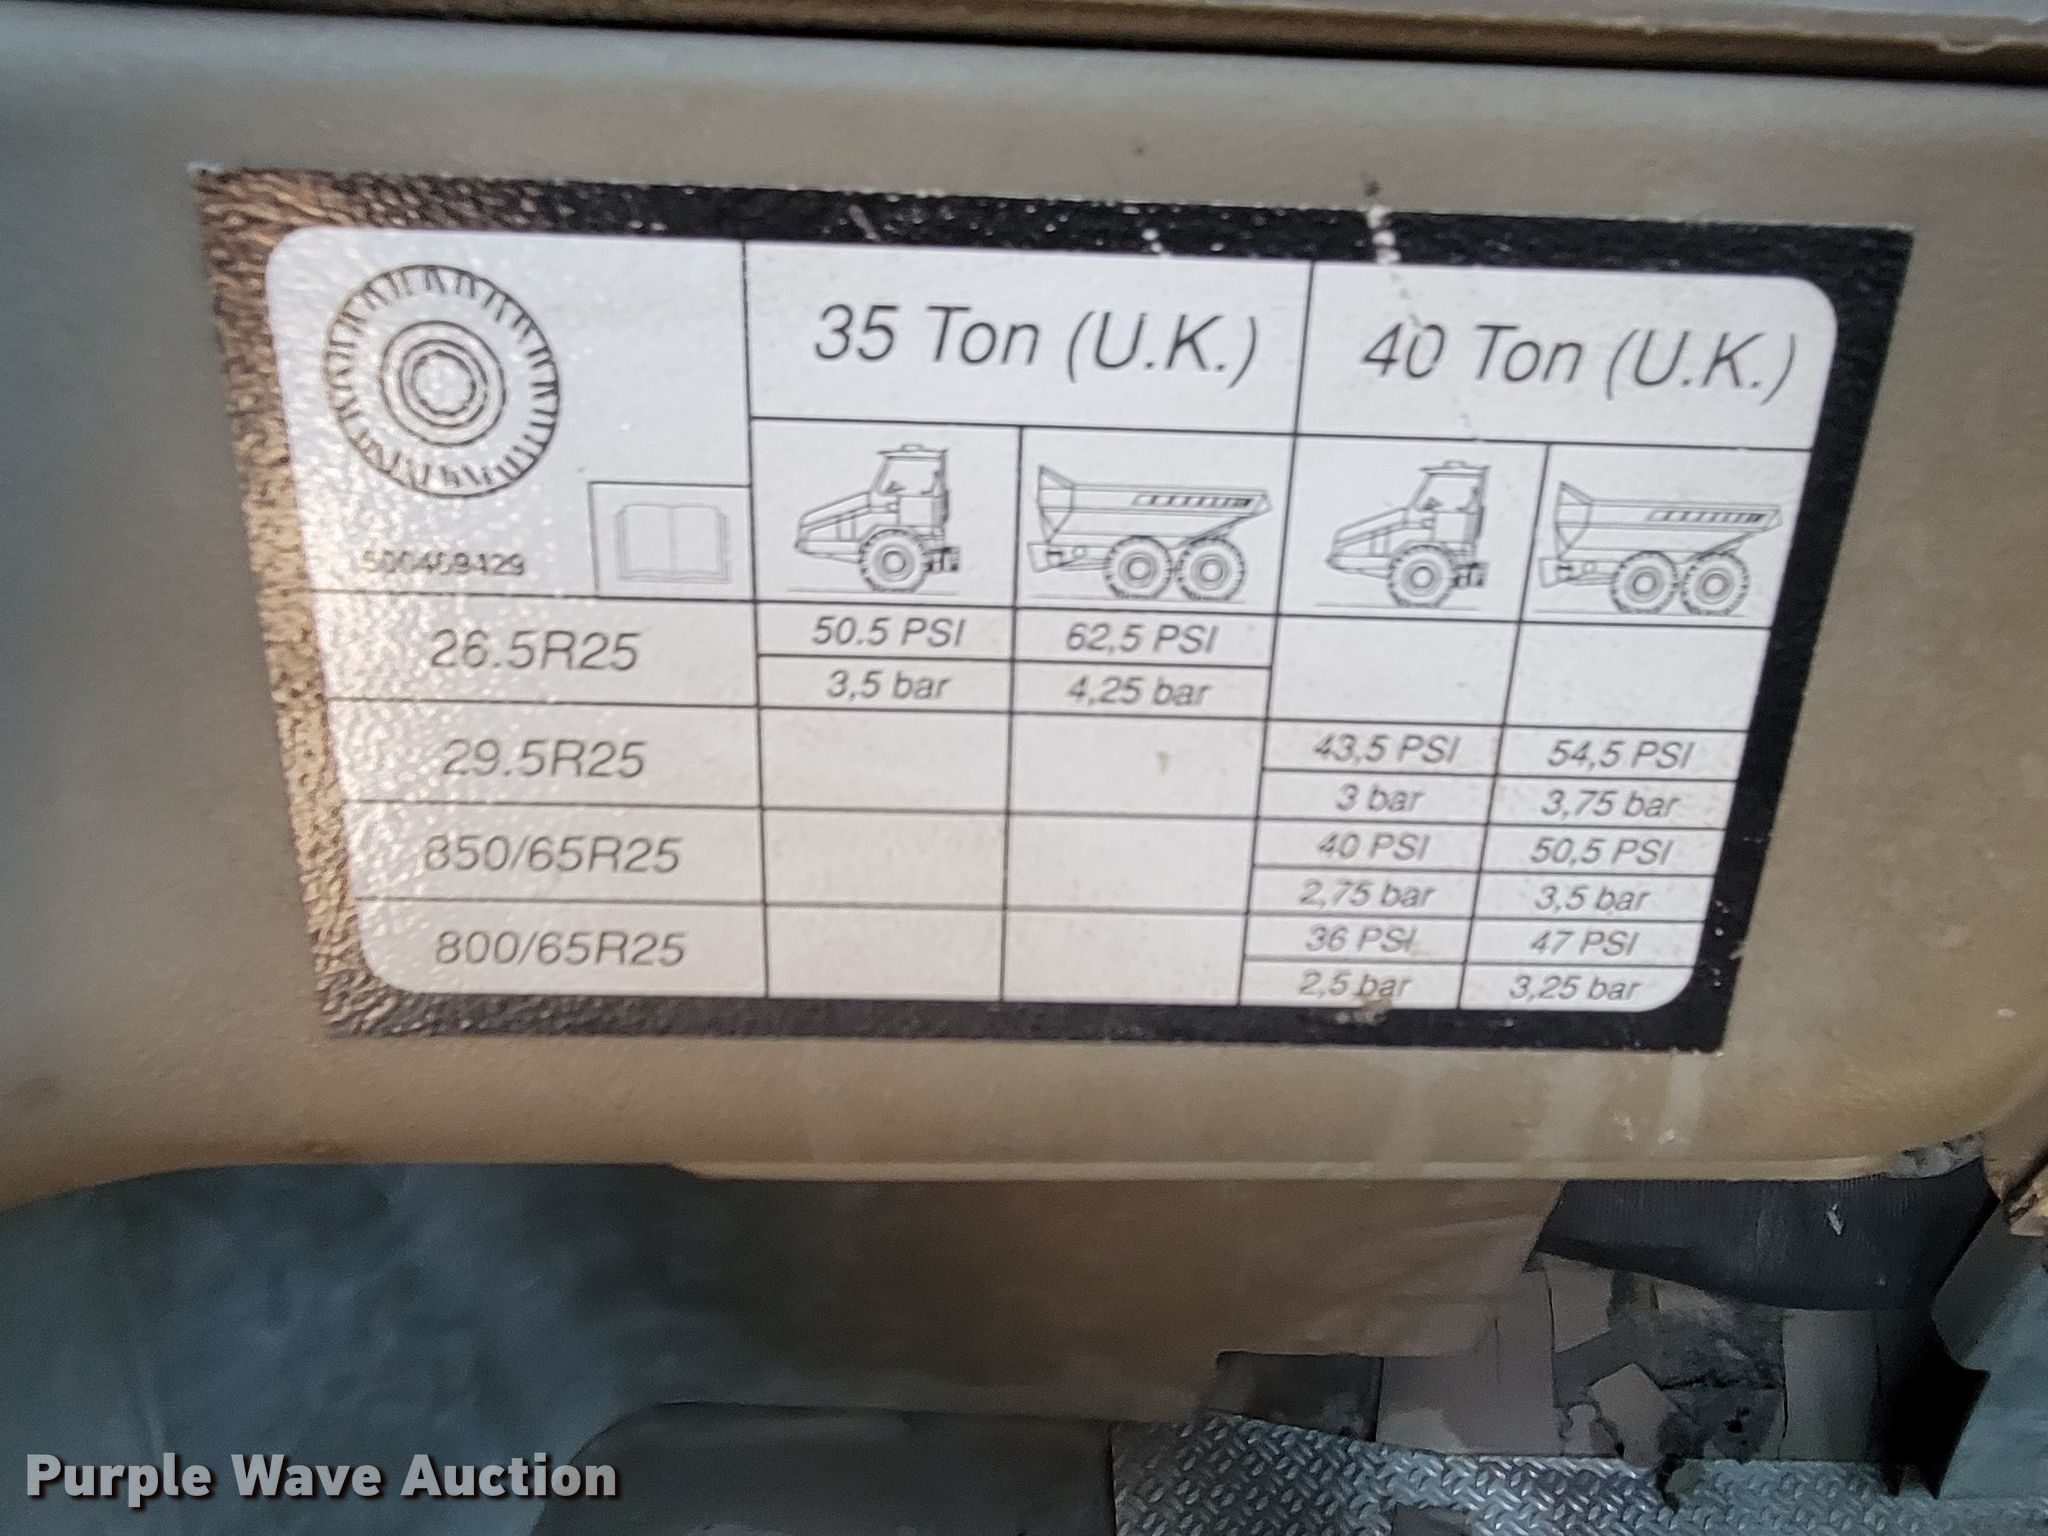 35 Ton (U.K.) 40 Ton (U.K.)
500469429
26.5R25 50.5 PSI 62,5 PSI
3,5 bar 4,25 bar
29.5R25 43,5 PSI 54,5 PSI
3 bar 3,75 bar
850/65R25 40 PSI 50,5 PSI
2,75 bar 3,5 bar
800/65R25 36 PSI 47 PSI
2,5 bar 3,25 bar
Purple Wave Auction